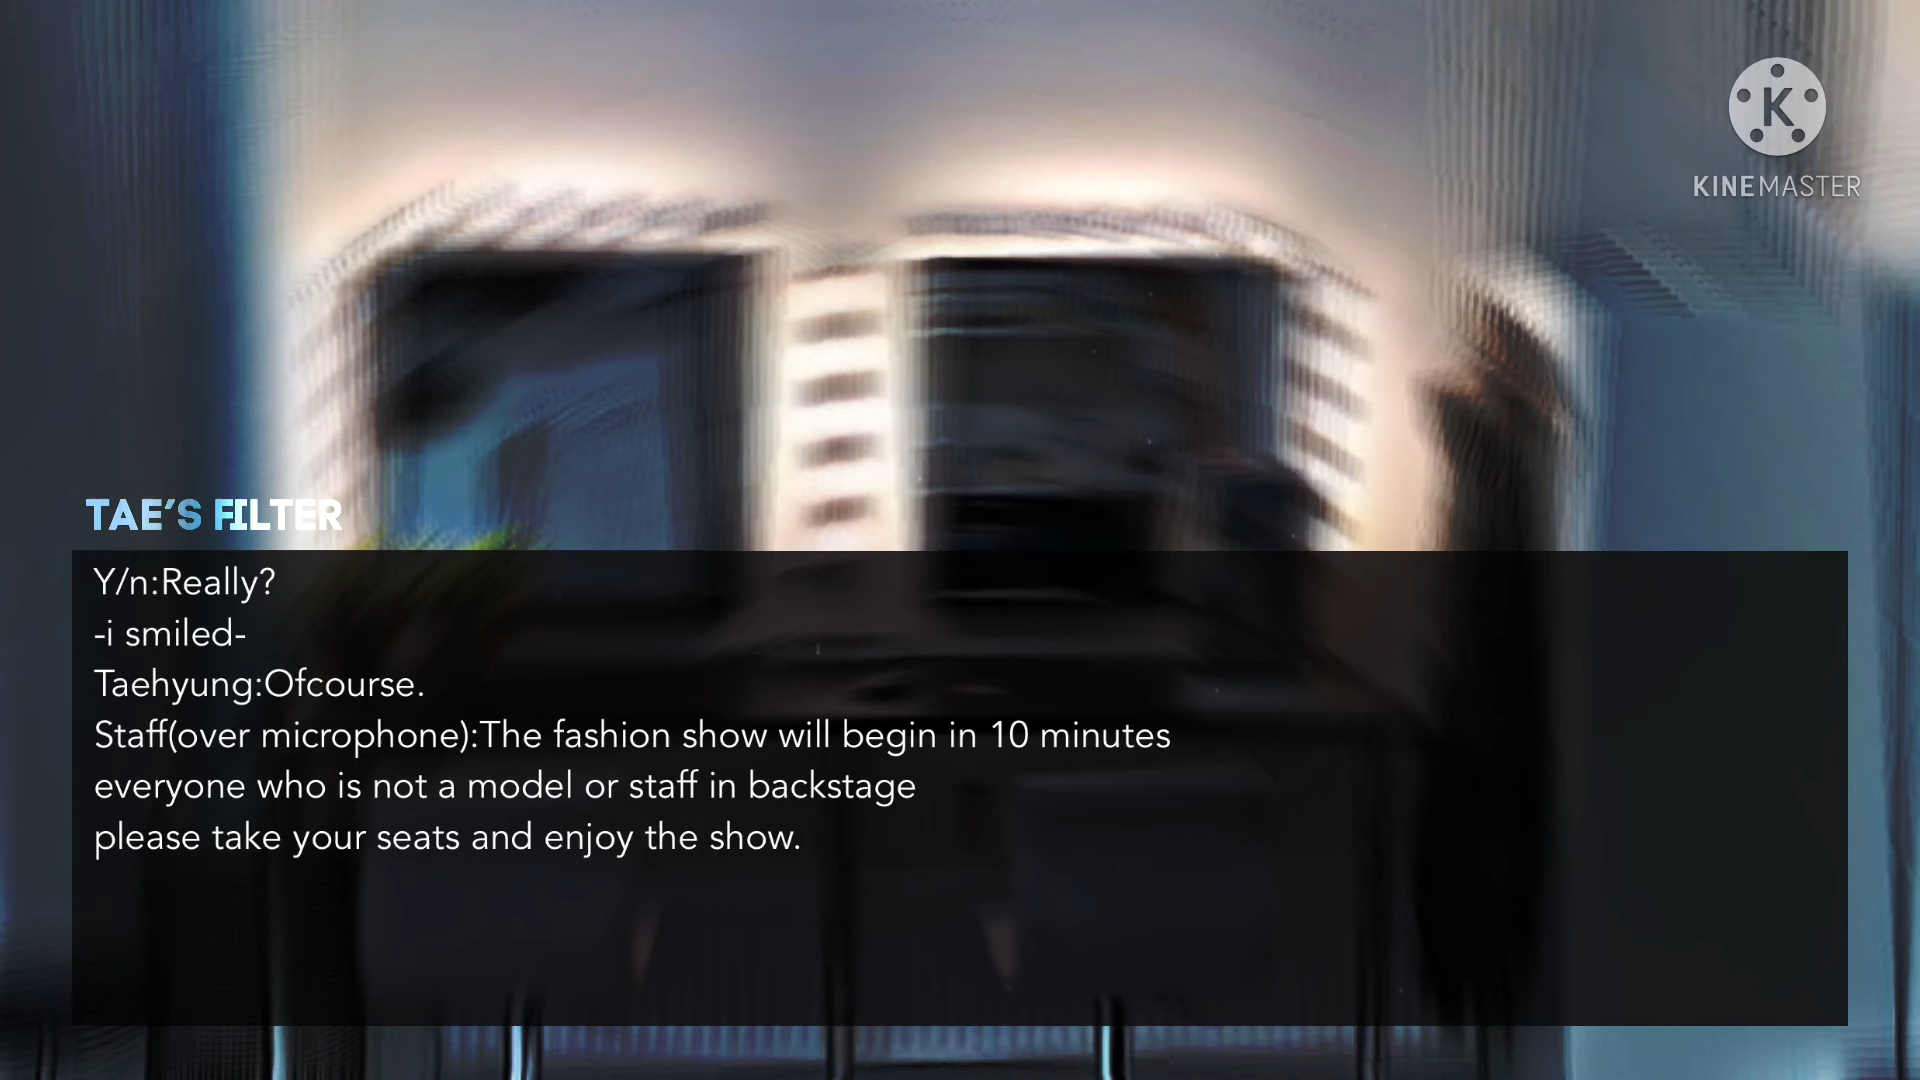 K
KINEMASTER
TAE'S FILTER
Y/n:Really?
-i smiled-
Taehyung:Ofcourse.
Staff(over microphone):The fashion show will begin in 10 minutes
everyone who is not a model or staff in backstage
please take your seats and enjoy the show.